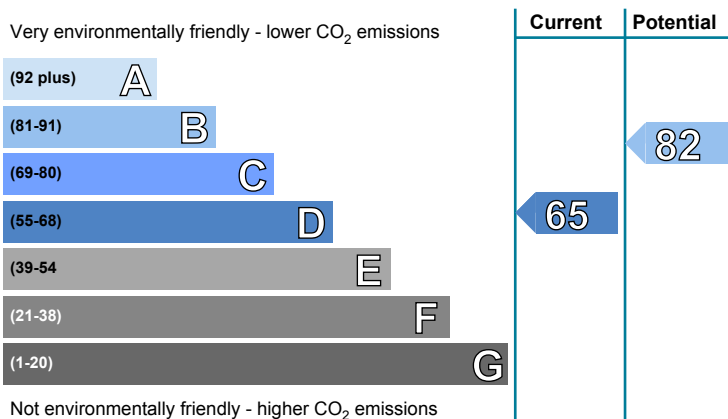 Very environmentally friendly - lower CO₂ emissions
Current
Potential
(92 plus) A
(81-91) B
(69-80) C
(55-68) D
(39-54 E
(21-38) F
(1-20) G
82
65
Not environmentally friendly - higher CO₂ emissions